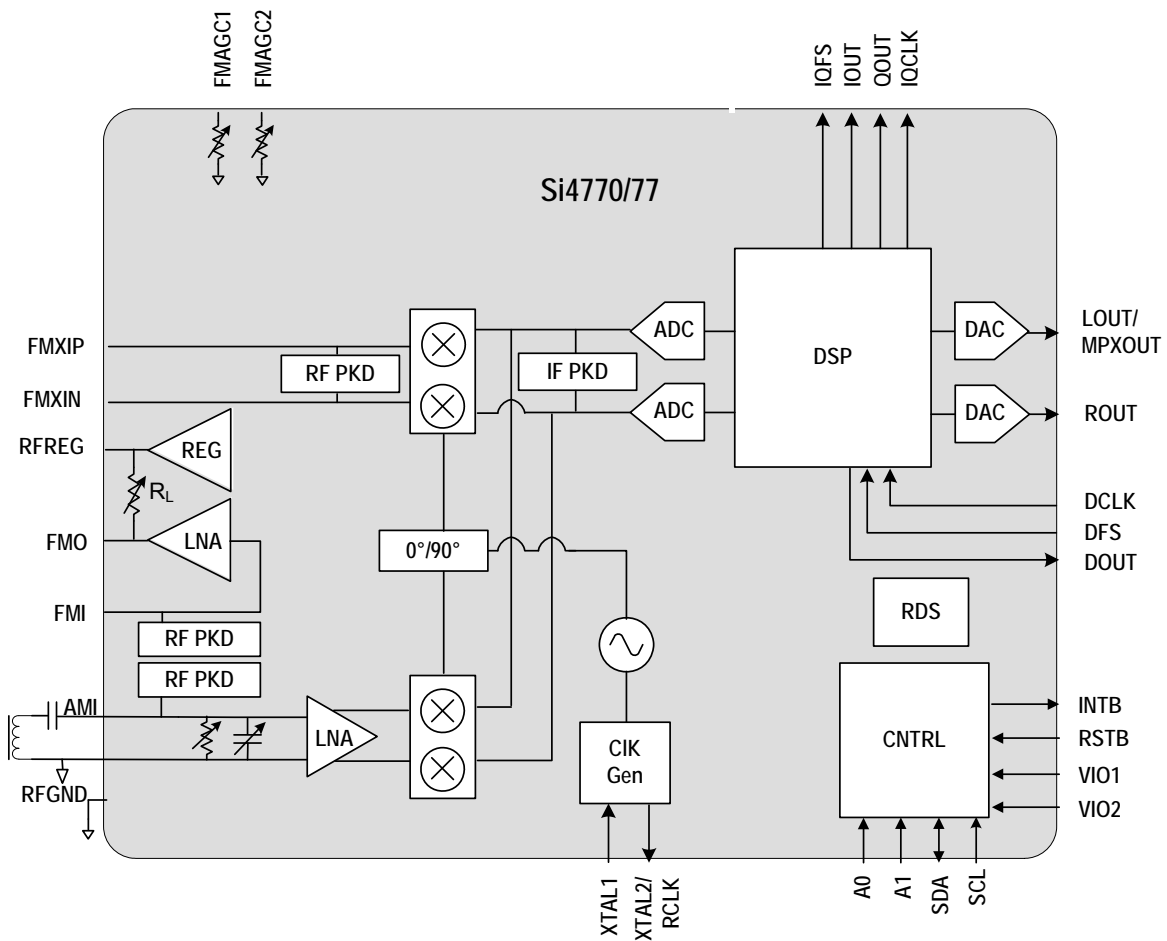 FMAGC1
FMAGC2
IQFS
IOUT
QOUT
IQCLK
Si4770/77
FMXIP
RF PKD
FMXIN
IF PKD
ADC
ADC
DSP
DAC
LOUT/
MPXOUT
DAC
ROUT
RFREG
REG
RL
FMO
LNA
0°/90°
DCLK
DFS
DOUT
FMI
RF PKD
RF PKD
RDS
AMI
LNA
RFGND
ClK
Gen
CNTRL
INTB
RSTB
VIO1
VIO2
XTAL1
XTAL2/
RCLK
A0
A1
SDA
SCL